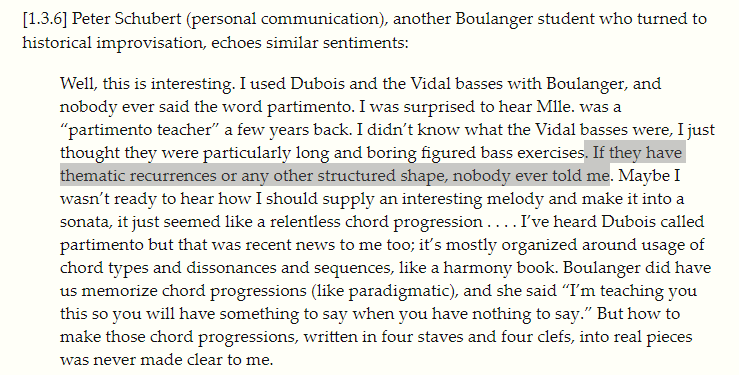 [1.3.6] Peter Schubert (personal communication), another Boulanger student who turned to
historical improvisation, echoes similar sentiments:
Well, this is interesting. I used Dubois and the Vidal basses with Boulanger, and
nobody ever said the word partimento. I was surprised to hear Mlle. was a
“partimento teacher” a few years back. I didn’t know what the Vidal basses were, I just
thought they were particularly long and boring figured bass exercises. If they have
thematic recurrences or any other structured shape, nobody ever told me. Maybe I
wasn’t ready to hear how I should supply an interesting melody and make it into a
sonata, it just seemed like a relentless chord progression . . . . I’ve heard Dubois called
partimento but that was recent news to me too; it’s mostly organized around usage of
chord types and dissonances and sequences, like a harmony book. Boulanger did have
us memorize chord progressions (like paradigmatic), and she said “I’m teaching you
this so you will have something to say when you have nothing to say.” But how to
make those chord progressions, written in four staves and four clefs, into real pieces
was never made clear to me.